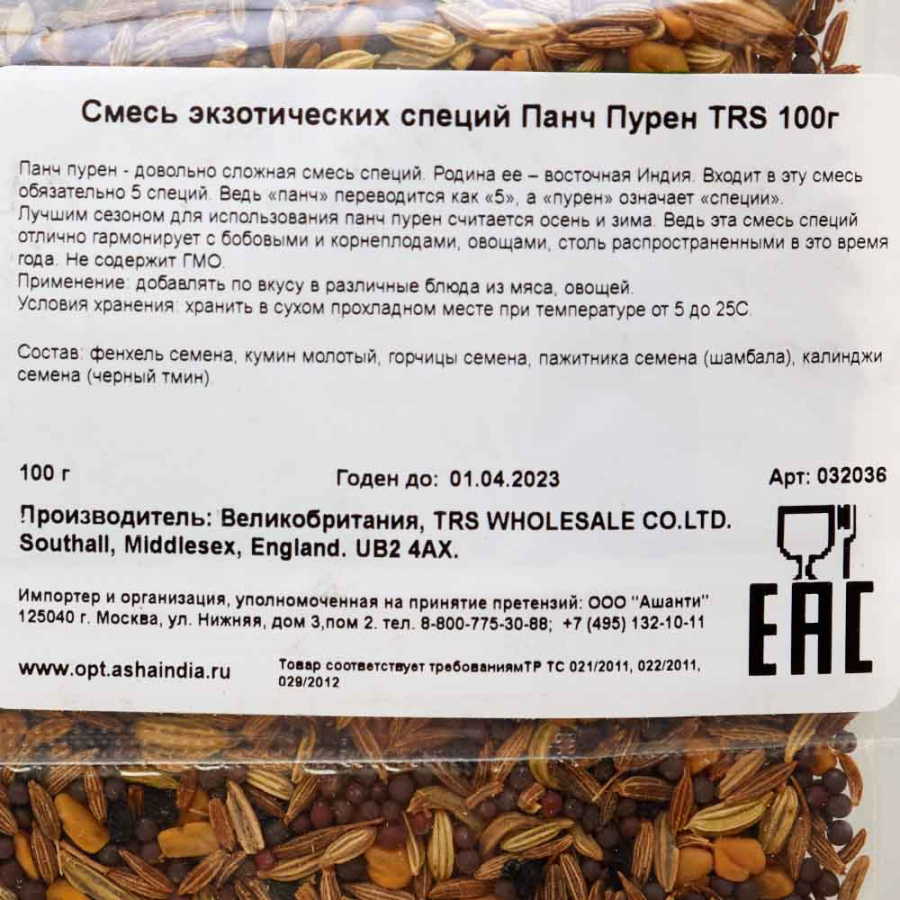 Смесь экзотических специй Панч Пурен TRS 100г
Панч пурен - довольно сложная смесь специй. Родина ее – восточная Индия. Входит в эту смесь
обязательно 5 специй. Ведь «панч» переводится как «5», а «пурен» означает «специи».
Лучшим сезоном для использования панч пурен считается осень и зима. Ведь эта смесь специй
отлично гармонирует с бобовыми и корнеплодами, овощами, столь распространенными в это время
года. Не содержит ГМО.
Применение: добавлять по вкусу в различные блюда из мяса, овощей.
Условия хранения: хранить в сухом прохладном месте при температуре от 5 до 25С.
Состав: фенхель семена, кумин молотый, горчицы семена, пажитника семена (шамбала), калинджи
семена (черный тмин)
100 г Годен до: 01.04.2023 Арт: 032036
Производитель: Великобритания, TRS WHOLESALE CO.LTD.
Southall, Middlesex, England. UB2 4AX.
Импортер и организация, уполномоченная на принятие претензий: ООО "Ашанти"
125040 г. Москва, ул. Нижняя, дом 3,пом 2. тел. 8-800-775-30-88; +7 (495) 132-10-11
EAC
www.opt.ashaindia.ru Товар соответствует требованиямТР ТС 021/2011, 022/2011,
029/2012